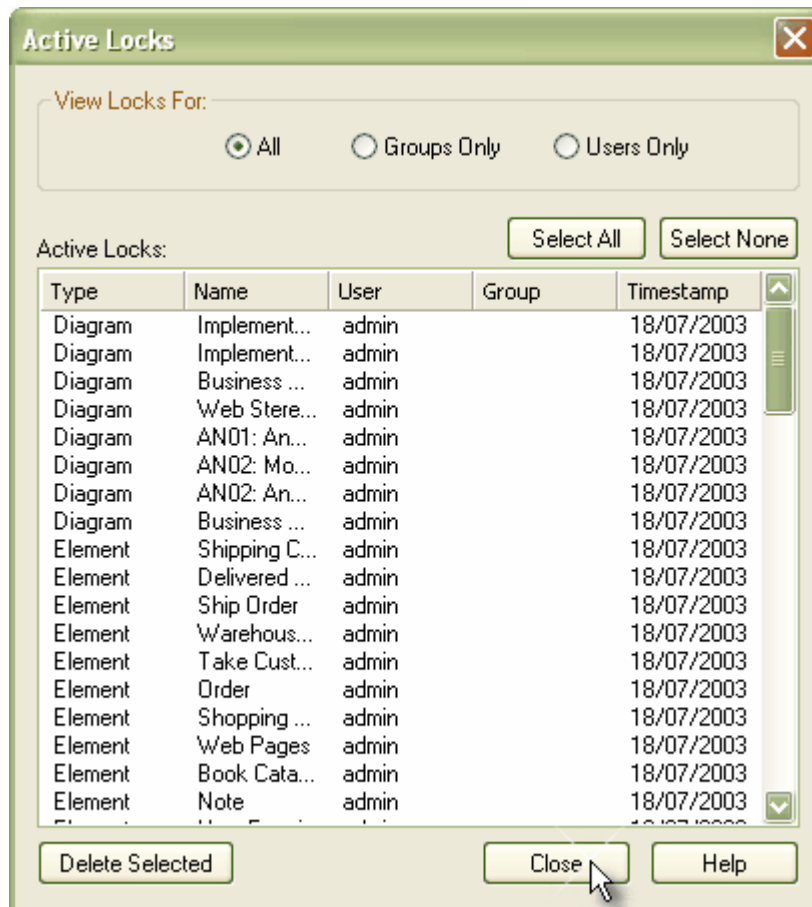 Active Locks
View Locks For:
All Groups Only Users Only
Select All Select None
Active Locks:
Type Name User Group Timestamp
Diagram Implement... admin 18/07/2003
Diagram Implement... admin 18/07/2003
Diagram Business ... admin 18/07/2003
Diagram Web Stere... admin 18/07/2003
Diagram AN01: An... admin 18/07/2003
Diagram AN02: Mo... admin 18/07/2003
Diagram AN02: An... admin 18/07/2003
Diagram Business ... admin 18/07/2003
Element Shipping C... admin 18/07/2003
Element Delivered ... admin 18/07/2003
Element Ship Order admin 18/07/2003
Element Warehous... admin 18/07/2003
Element Take Cust... admin 18/07/2003
Element Order admin 18/07/2003
Element Shopping ... admin 18/07/2003
Element Web Pages admin 18/07/2003
Element Book Cata... admin 18/07/2003
Element Note admin 18/07/2003
Delete Selected Close Help